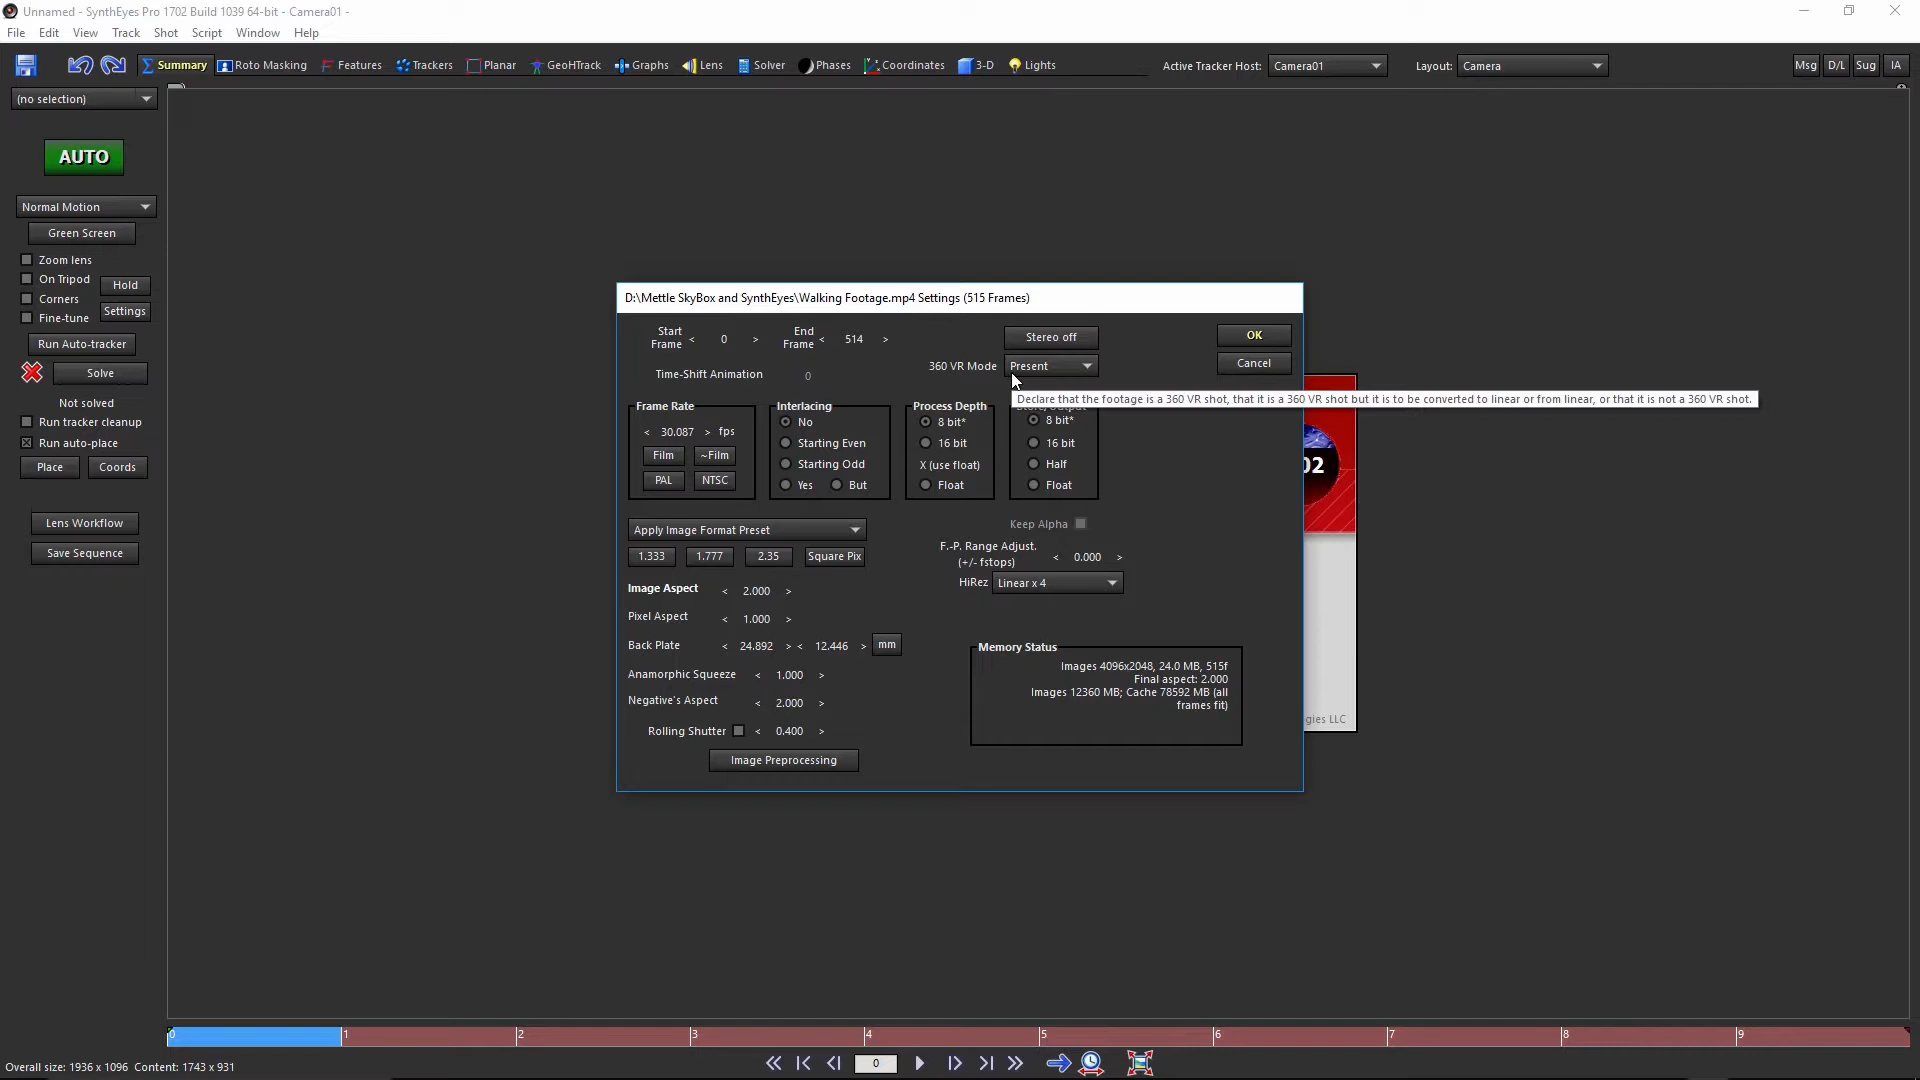 Unnamed - SynthEyes Pro 1702 Build 1039 64-bit - Camera01 -
File Edit View Track Shot Script Window Help
Summary Roto Masking Features Trackers Planar GeoHTrack Graphs Lens Solver Phases Coordinates 3-D Lights Active Tracker Host: Camera01 Layout: Camera Msg D/L Sug IA
(no selection)
AUTO
Normal Motion
Green Screen
Zoom lens
On Tripod Hold
Corners
Fine-tune Settings
Run Auto-tracker
Solve
Not solved
Run tracker cleanup
Run auto-place
Place Coords
Lens Workflow
Save Sequence
D:\Mettle SkyBox and SynthEyes\Walking Footage.mp4 Settings (515 Frames)
Start Frame < 0 > End Frame < 514 > Stereo off OK
360 VR Mode Present Cancel
Time-Shift Animation 0
Declare that the footage is a 360 VR shot, that it is a 360 VR shot but it is to be converted to linear or from linear, or that it is not a 360 VR shot.
Frame Rate
< 30.087 > fps
Film ~Film
PAL NTSC
Interlacing
No
Starting Even
Starting Odd
Yes But
Process Depth
8 bit*
16 bit
X (use float)
Float
8 bit*
16 bit
Half
Float
Apply Image Format Preset
1.333 1.777 2.35 Square Pix
Keep Alpha
F.-P. Range Adjust.
(+/- fstops) < 0.000 >
HiRez Linear x 4
Image Aspect < 2.000 >
Pixel Aspect < 1.000 >
Back Plate < 24.892 > < 12.446 > mm
Anamorphic Squeeze < 1.000 >
Negative's Aspect < 2.000 >
Rolling Shutter < 0.400 >
Image Preprocessing
Memory Status
Images 4096x2048, 24.0 MB, 515f
Final aspect: 2.000
Images 12360 MB; Cache 78592 MB (all
frames fit)
02
gies LLC
0 1 2 3 4 5 6 7 8 9
0
Overall size: 1936 x 1096 Content: 1743 x 931